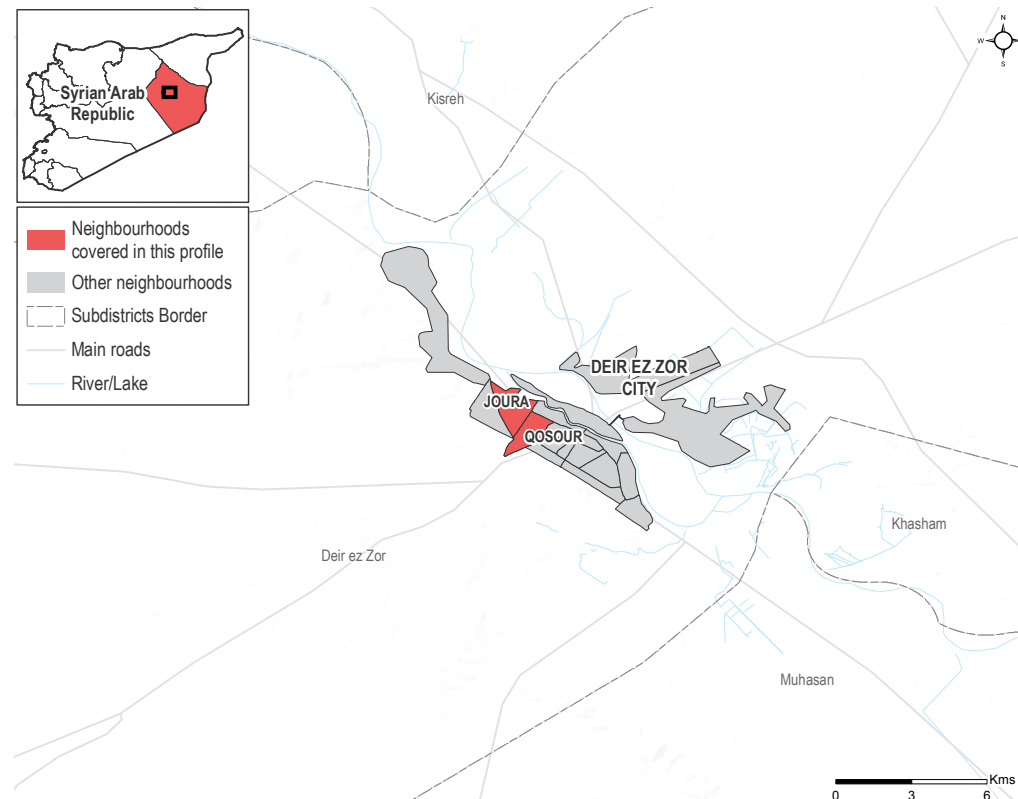 Syrian Arab
Republic
Neighbourhoods
covered in this profile
Other neighbourhoods
Subdistricts Border
Main roads
River/Lake
N
W
S
Kisreh
DEIR EZ ZOR
CITY
JOURA
QOSOUR
Khasham
Deir ez Zor
Muhasan
Kms
0 3 6